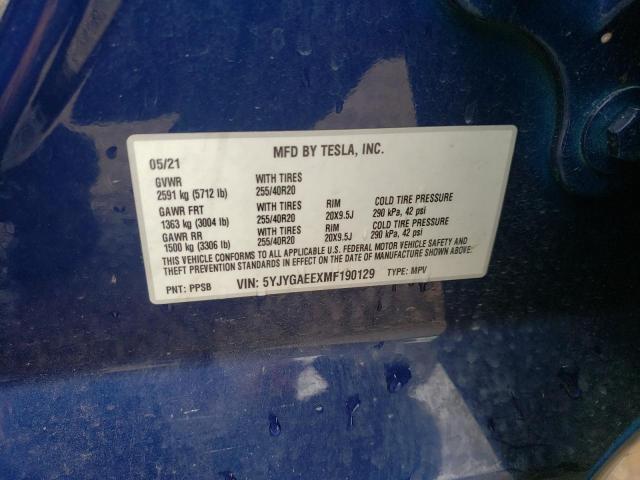 MFD BY TESLA, INC.
05/21
GVWR WITH TIRES
2591 kg (5712 lb) 255/40R20
GAWR FRT WITH TIRES RIM COLD TIRE PRESSURE
1363 kg (3004 lb) 255/40R20 20X9.5J 290 kPa, 42 psi
GAWR RR WITH TIRES RIM COLD TIRE PRESSURE
1500 kg (3306 lb) 255/40R20 20X9.5J 290 kPa, 42 psi
THIS VEHICLE CONFORMS TO ALL APPLICABLE U.S. FEDERAL MOTOR VEHICLE SAFETY AND
THEFT PREVENTION STANDARDS IN EFFECT ON THE DATE OF MANUFACTURE SHOWN ABOVE:
PNT: PPSB VIN: 5YJYGAEEXMF190129 TYPE: MPV